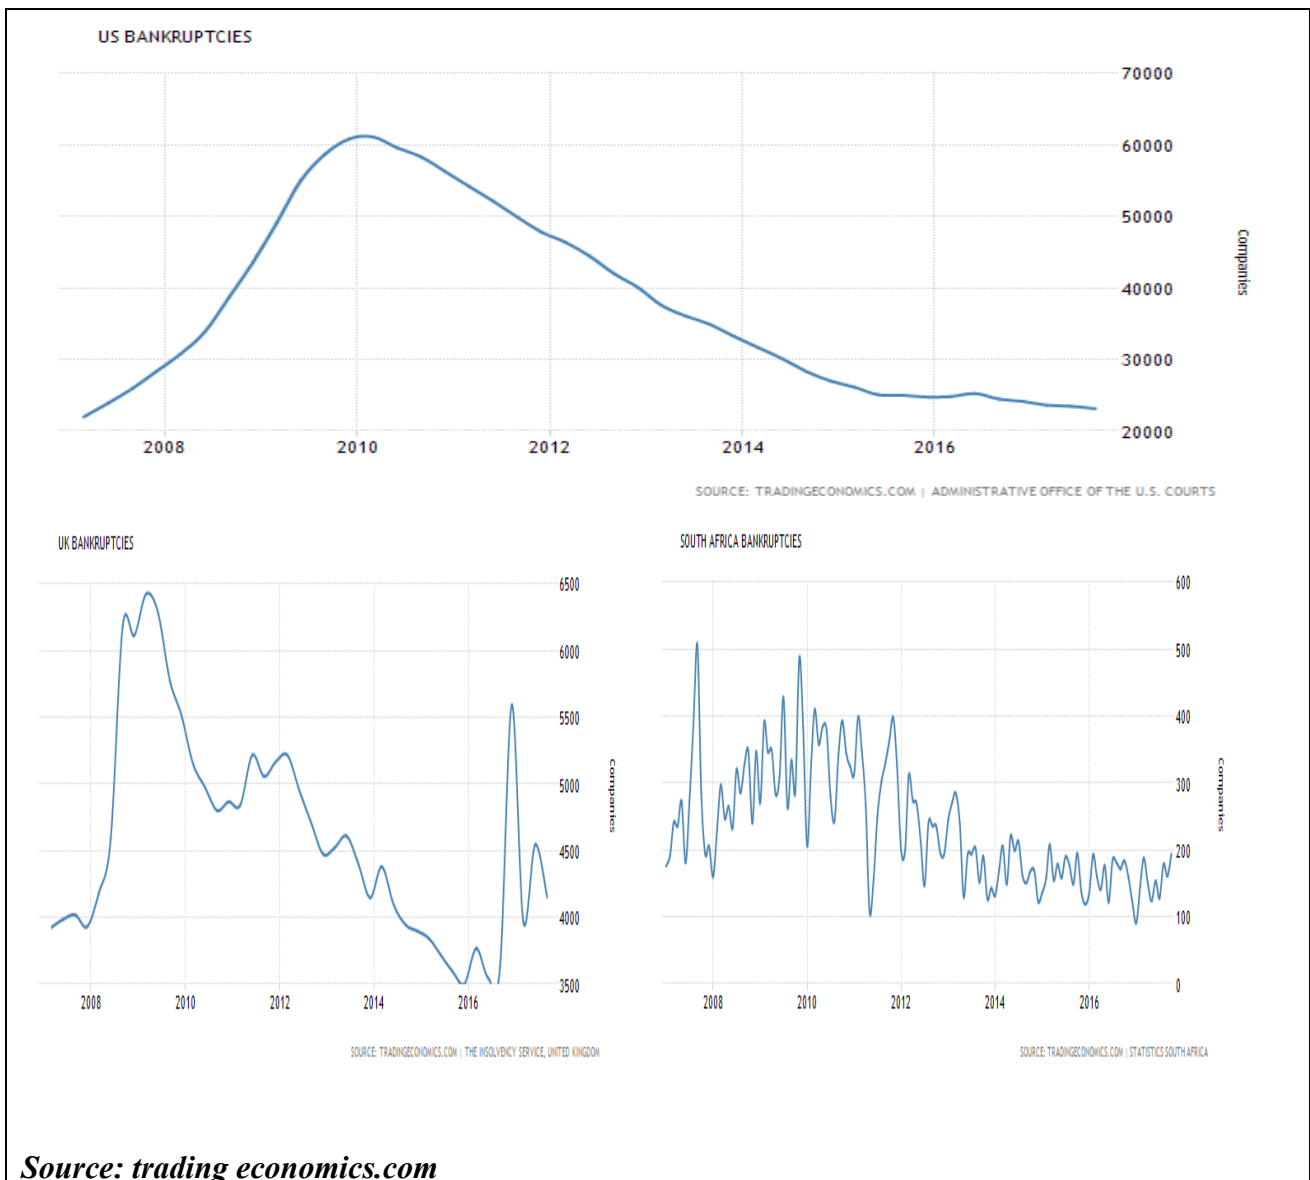 US BANKRUPTCIES
70000
60000
50000
40000
30000
20000
Companies
2008 2010 2012 2014 2016
SOURCE: TRADINGECONOMICS.COM | ADMINISTRATIVE OFFICE OF THE U.S. COURTS
UK BANKRUPTCIES
6500
6000
5500
5000
4500
4000
3500
Companies
2008 2010 2012 2014 2016
SOURCE: TRADINGECONOMICS.COM | THE INSOLVENCY SERVICE, UNITED KINGDOM
SOUTH AFRICA BANKRUPTCIES
600
500
400
300
200
100
0
Companies
2008 2010 2012 2014 2016
SOURCE: TRADINGECONOMICS.COM | STATISTICS SOUTH AFRICA
Source: trading economics.com